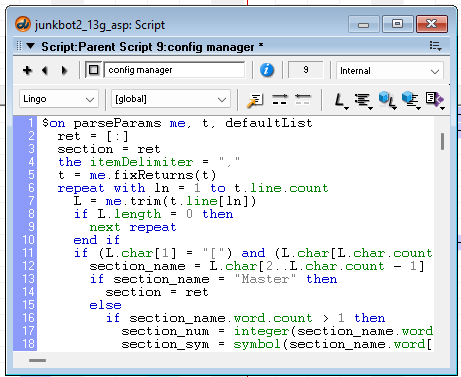 junkbot2_13g_asp: Script
Script:Parent Script 9:config manager *
config manager
9
Internal
Lingo
[global]
1 $on parseParams me, t, defaultList
2 ret = [:]
3 section = ret
4 the itemDelimiter = ","
5 t = me.fixReturns(t)
6 repeat with ln = 1 to t.line.count
7 L = me.trim(t.line[ln])
8 if L.length = 0 then
9 next repeat
10 end if
11 if (L.char[1] = "[") and (L.char[L.char.count
12 section_name = L.char[2..L.char.count - 1]
13 if section_name = "Master" then
14 section = ret
15 else
16 if section_name.word.count > 1 then
17 section_num = integer(section_name.word
18 section_sym = symbol(section_name.word[